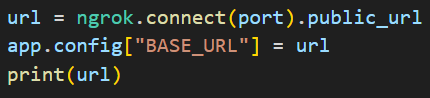 url = ngrok.connect(port).public_url
app.config["BASE_URL"] = url
print(url)